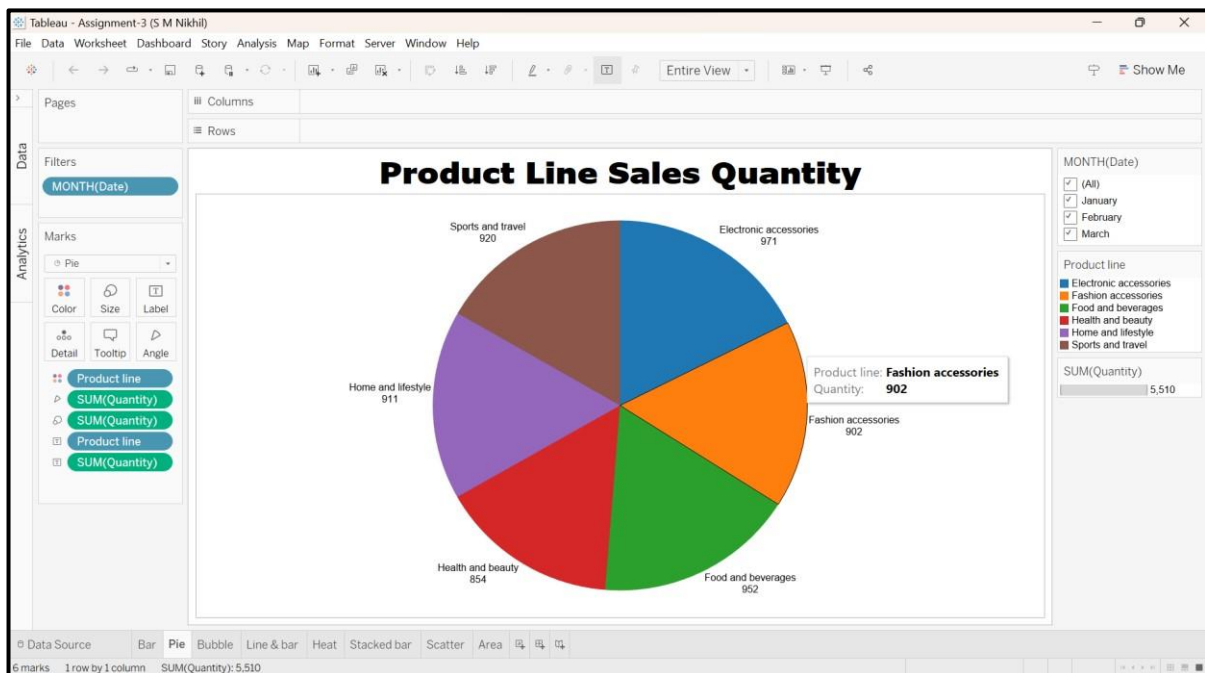 Tableau - Assignment-3 (S M Nikhil)
File Data Worksheet Dashboard Story Analysis Map Format Server Window Help
Entire View
Show Me
Pages
Columns
Rows
Data
Analytics
Filters
MONTH(Date)
Marks
Pie
Color Size Label
Detail Tooltip Angle
Product line
SUM(Quantity)
SUM(Quantity)
Product line
SUM(Quantity)
Product Line Sales Quantity
Sports and travel
920
Electronic accessories
971
Home and lifestyle
911
Product line: Fashion accessories
Quantity: 902
Fashion accessories
902
Health and beauty
854
Food and beverages
952
MONTH(Date)
(All)
January
February
March
Product line
Electronic accessories
Fashion accessories
Food and beverages
Health and beauty
Home and lifestyle
Sports and travel
SUM(Quantity)
5,510
Data Source Bar Pie Bubble Line & bar Heat Stacked bar Scatter Area
6 marks 1 row by 1 column SUM(Quantity): 5,510